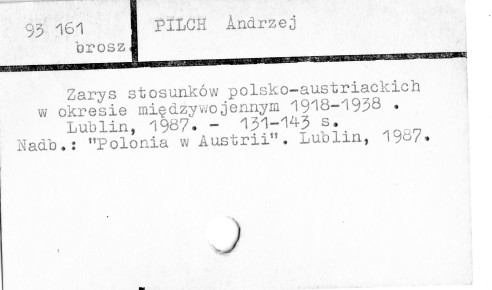 93 161
brosz.
PILCH Andrzej
Zarys stosunków polsko-austriackich
w okresie międzywojennym 1918-1938 .
Lublin, 1987. - 131-143 s.
Nadb.: "Polonia w Austrii". Lublin, 1987.